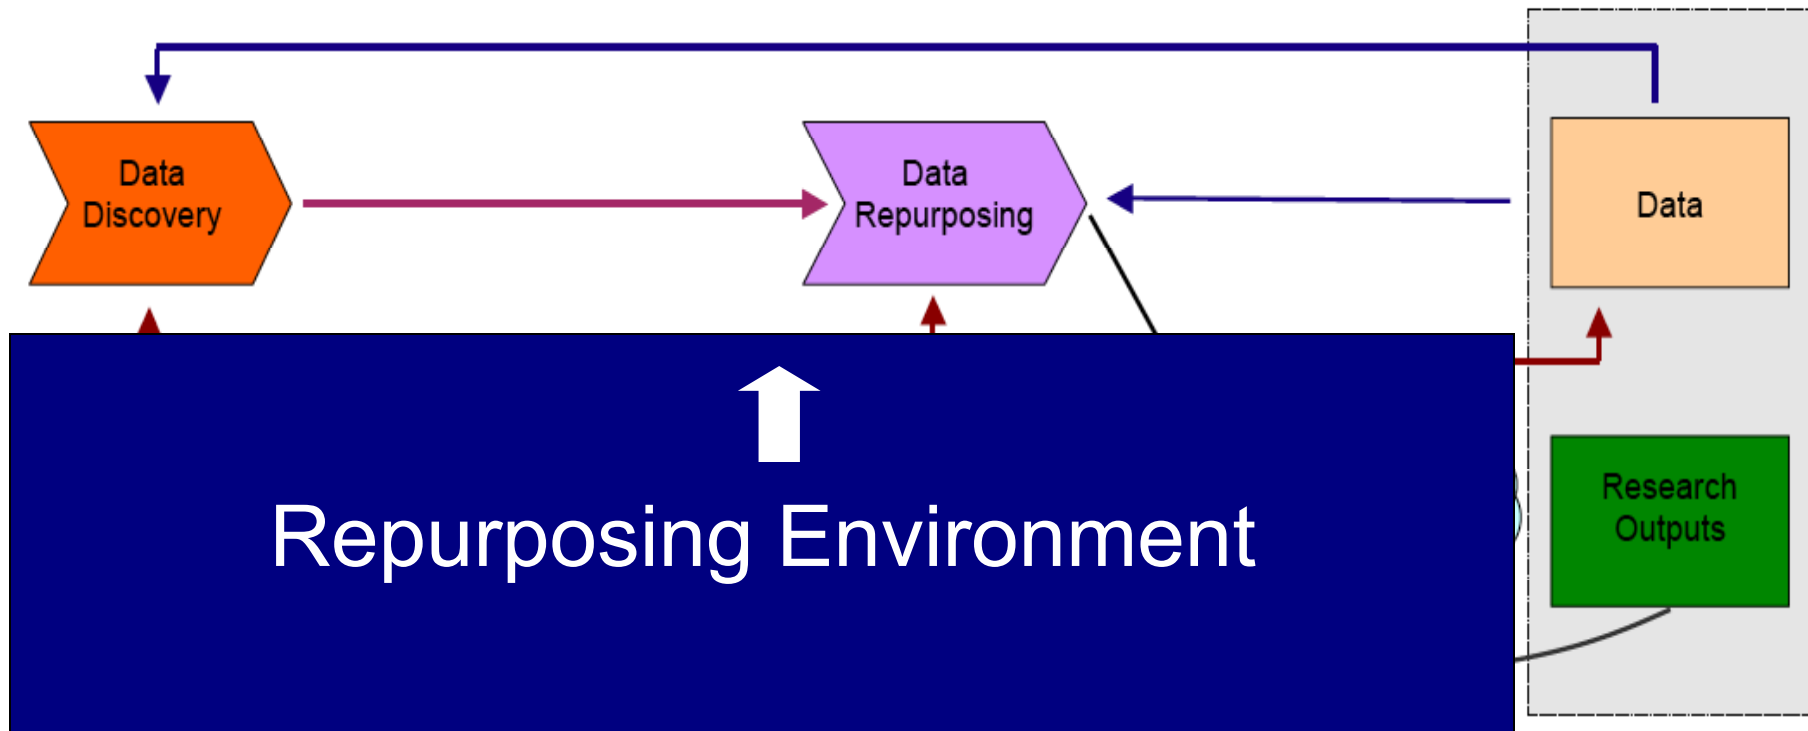 Data
Discovery
Data
Repurposing
Data
Repurposing Environment
Research
Outputs